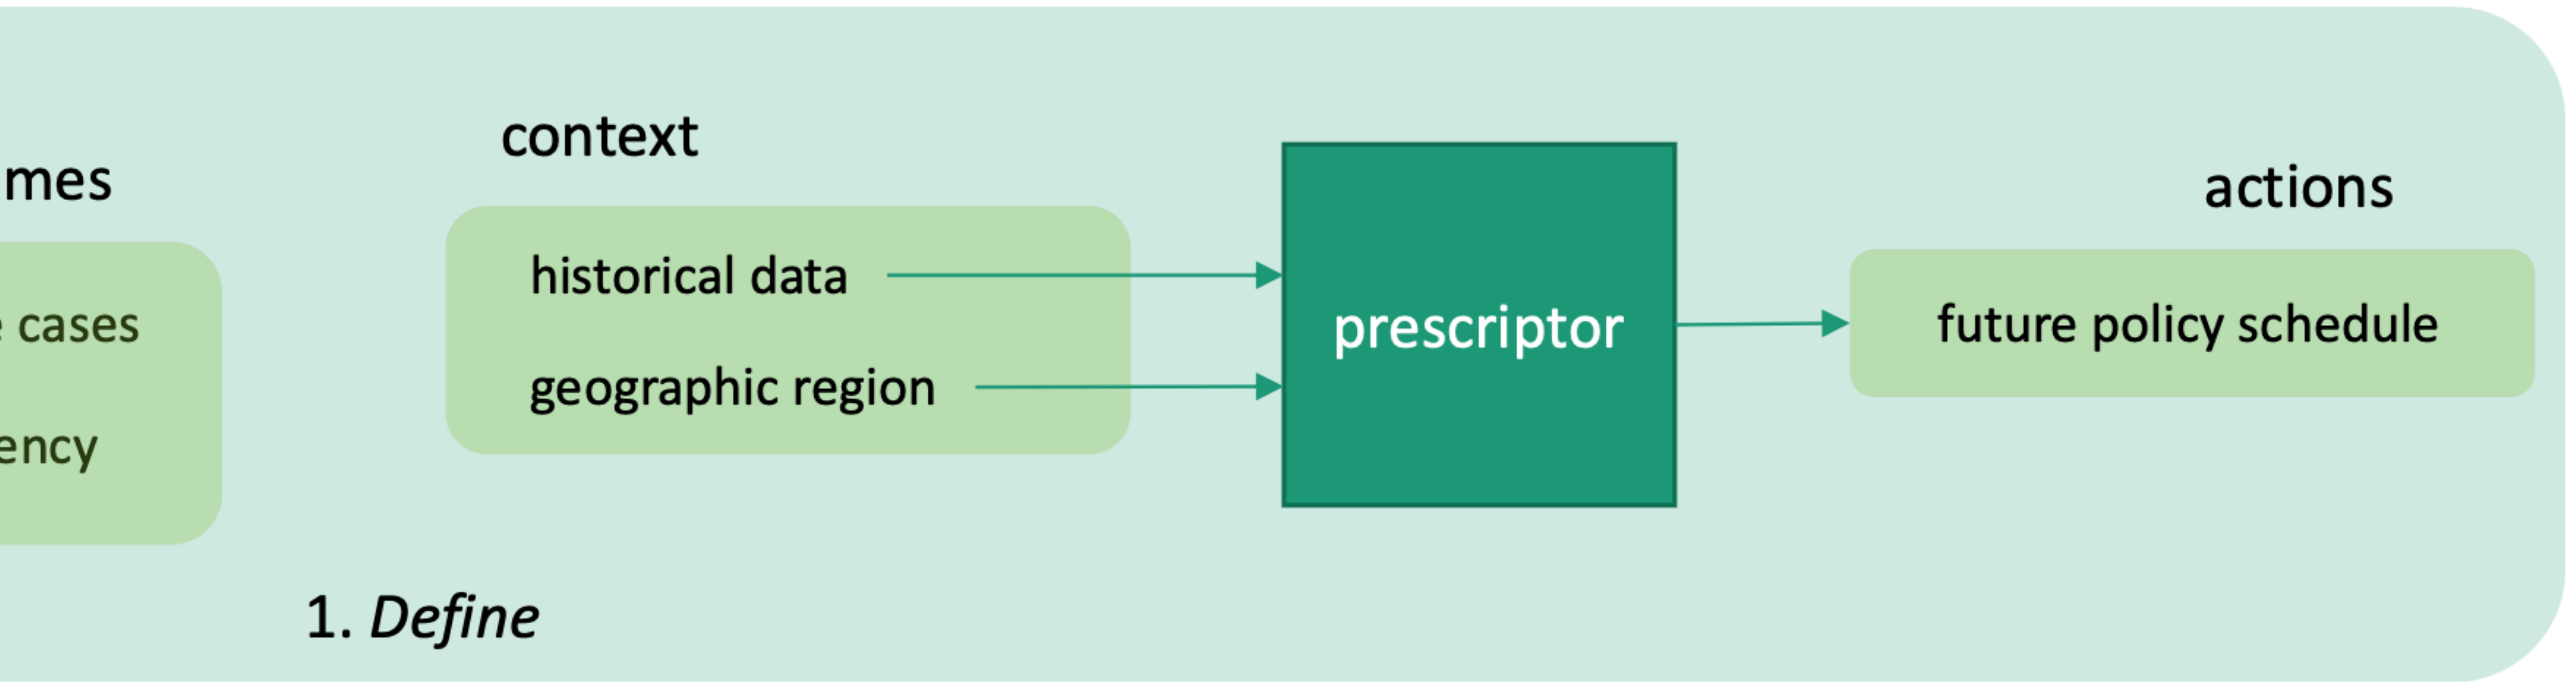 mes
cases
ency
context
historical data
geographic region
prescriptor
actions
future policy schedule
1. Define